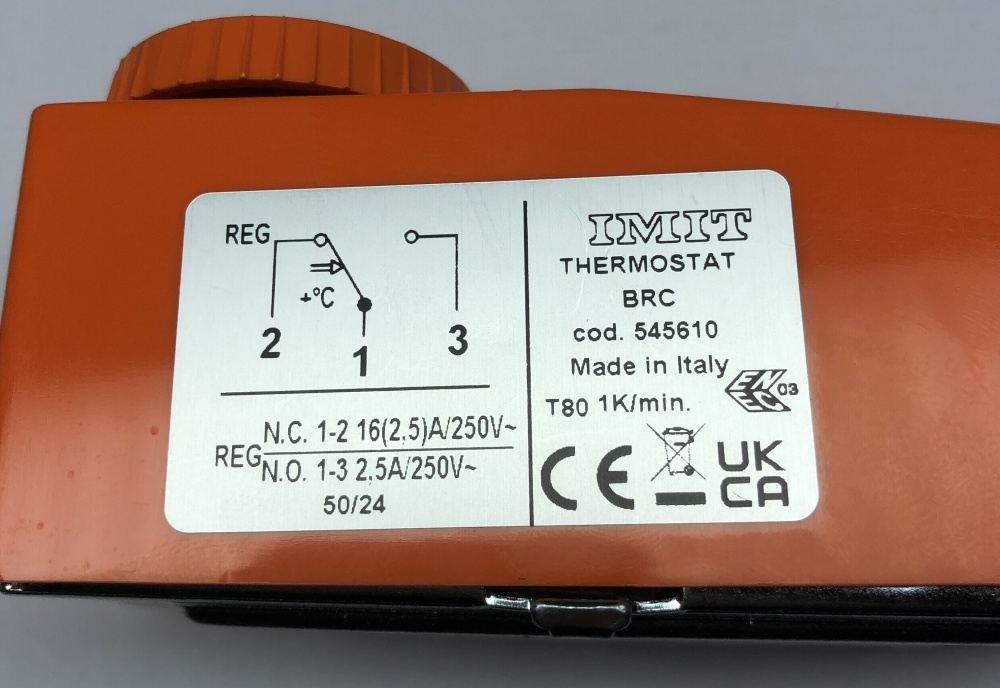 REG
+°C
2
1
3
REG
N.C. 1-2 16(2,5)A/250V~
N.O. 1-3 2,5A/250V~
50/24
IMIT
THERMOSTAT
BRC
cod. 545610
Made in Italy
T80 1K/min.
ENEC 03
CE
UK
CA